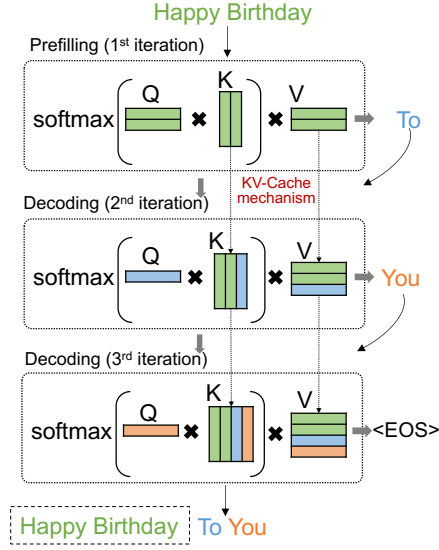 Happy Birthday
Prefilling (1st iteration)
softmax ( Q × K ) × V To
KV-Cache
mechanism
Decoding (2nd iteration)
softmax ( Q × K ) × V You
Decoding (3rd iteration)
softmax ( Q × K ) × V <EOS>
Happy Birthday To You